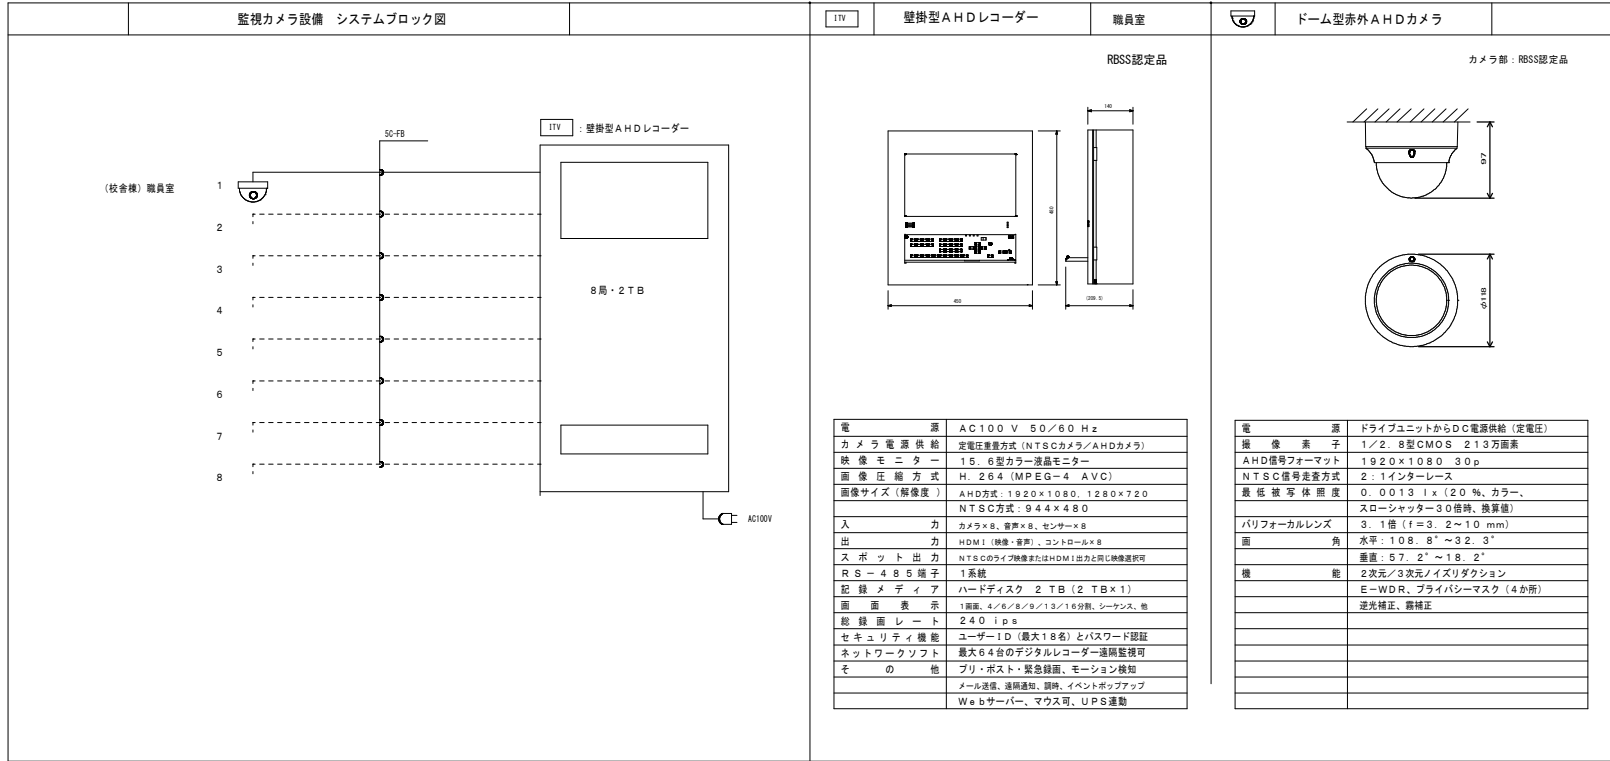 監視カメラ設備　システムブロック図
ITV
壁掛型AHDレコーダー
職員室
ドーム型赤外AHDカメラ
RBSS認定品
カメラ部：RBSS認定品
5C-FB
ITV ：壁掛型AHDレコーダー
（校舎棟）職員室
1
2
3
4
5
6
7
8
8局・2TB
AC100V
140
460
450
(209.5)
97
φ118
電源 AC100 V 50/60 Hz
カメラ電源供給 定電圧重畳方式（NTSCカメラ/AHDカメラ）
映像モニター 15.6型カラー液晶モニター
画像圧縮方式 H.264（MPEG-4 AVC）
画像サイズ（解像度） AHD方式：1920×1080、1280×720
NTSC方式：944×480
入力 カメラ×8、音声×8、センサー×8
出力 HDMI（映像・音声）、コントロール×8
スポット出力 NTSCのライブ映像またはHDMI出力と同じ映像選択可
RS-485端子 1系統
記録メディア ハードディスク 2 TB（2 TB×1）
画面表示 1画面、4/6/8/9/13/16分割、シーケンス、他
総録画レート 240 ips
セキュリティ機能 ユーザーID（最大18名）とパスワード認証
ネットワークソフト 最大64台のデジタルレコーダー遠隔監視可
その他 プリ・ポスト・緊急録画、モーション検知
メール送信、遠隔通知、調時、イベントポップアップ
Webサーバー、マウス可、UPS連動
電源 ドライブユニットからDC電源供給（定電圧）
撮像素子 1/2.8型CMOS 213万画素
AHD信号フォーマット 1920×1080 30p
NTSC信号走査方式 2：1インターレース
最低被写体照度 0.0013 lx（20 %、カラー、
スローシャッター30倍時、換算値）
バリフォーカルレンズ 3.1倍（f=3.2～10 mm）
画角 水平：108.8°～32.3°
垂直：57.2°～18.2°
機能 2次元/3次元ノイズリダクション
E-WDR、プライバシーマスク（4か所）
逆光補正、霧補正